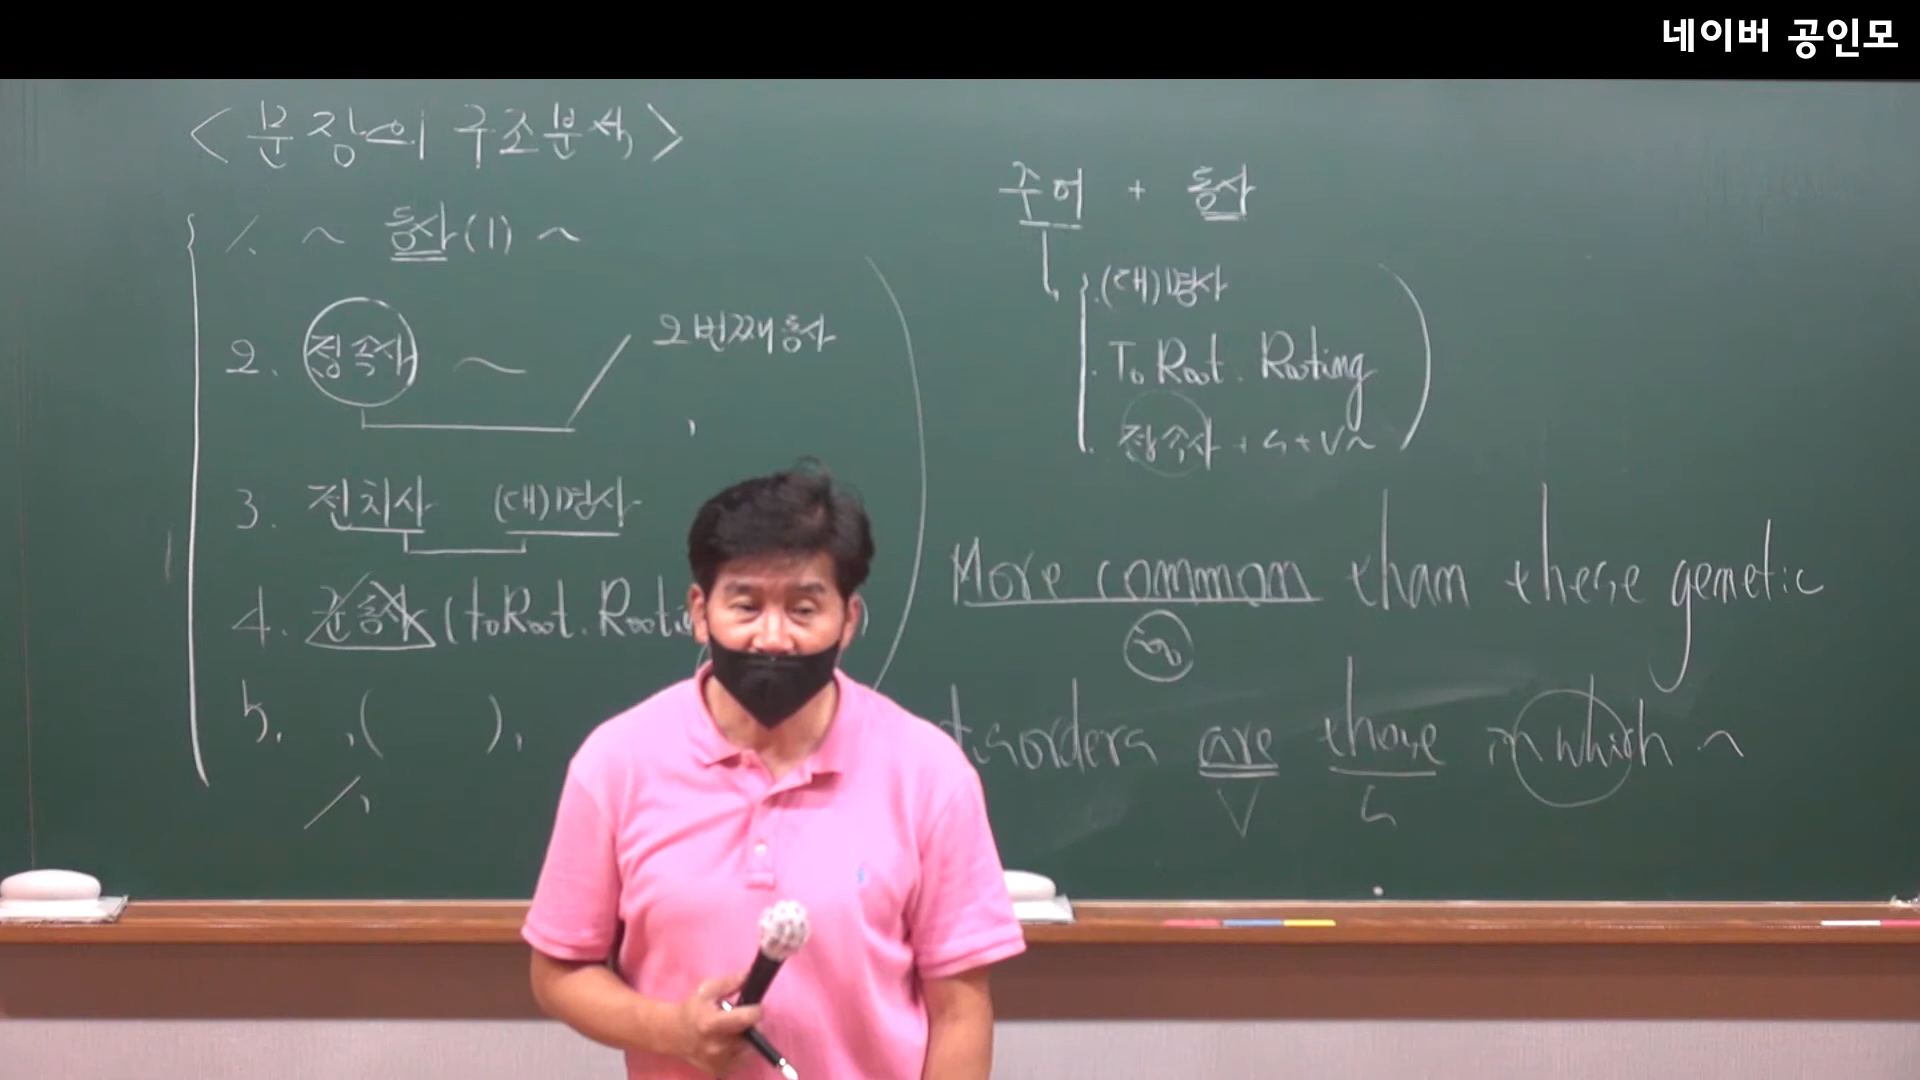 네이버 공인모
<문장의 구조분석>
1. ~ 동사(1) ~
2. 접속사 ~ 2번째동사
,
3. 전치사 (대)명사
4. 준동사 (to Root. Rooti )
5. ,( ),
주어 + 동사
(대)명사
To Root. Rooting
접속사 + S + V ~
More common than these genetic
disorders are those in which ~
V S